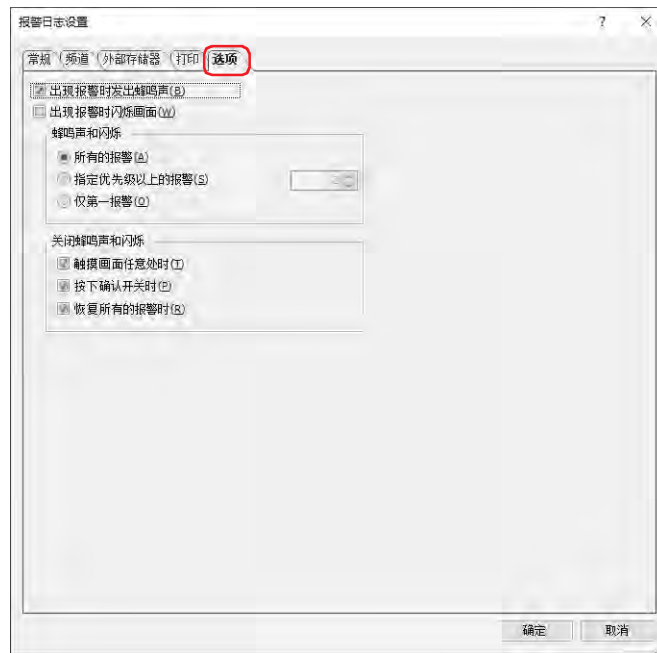 报警日志设置
常规 频道 外部存储器 打印 选项
出现报警时发出蜂鸣声(B)
出现报警时闪烁画面(W)
蜂鸣声和闪烁
所有的报警(A)
指定优先级以上的报警(S)
仅第一报警(O)
关闭蜂鸣声和闪烁
触摸画面任意处时(T)
按下确认开关时(P)
恢复所有的报警时(R)
确定 取消